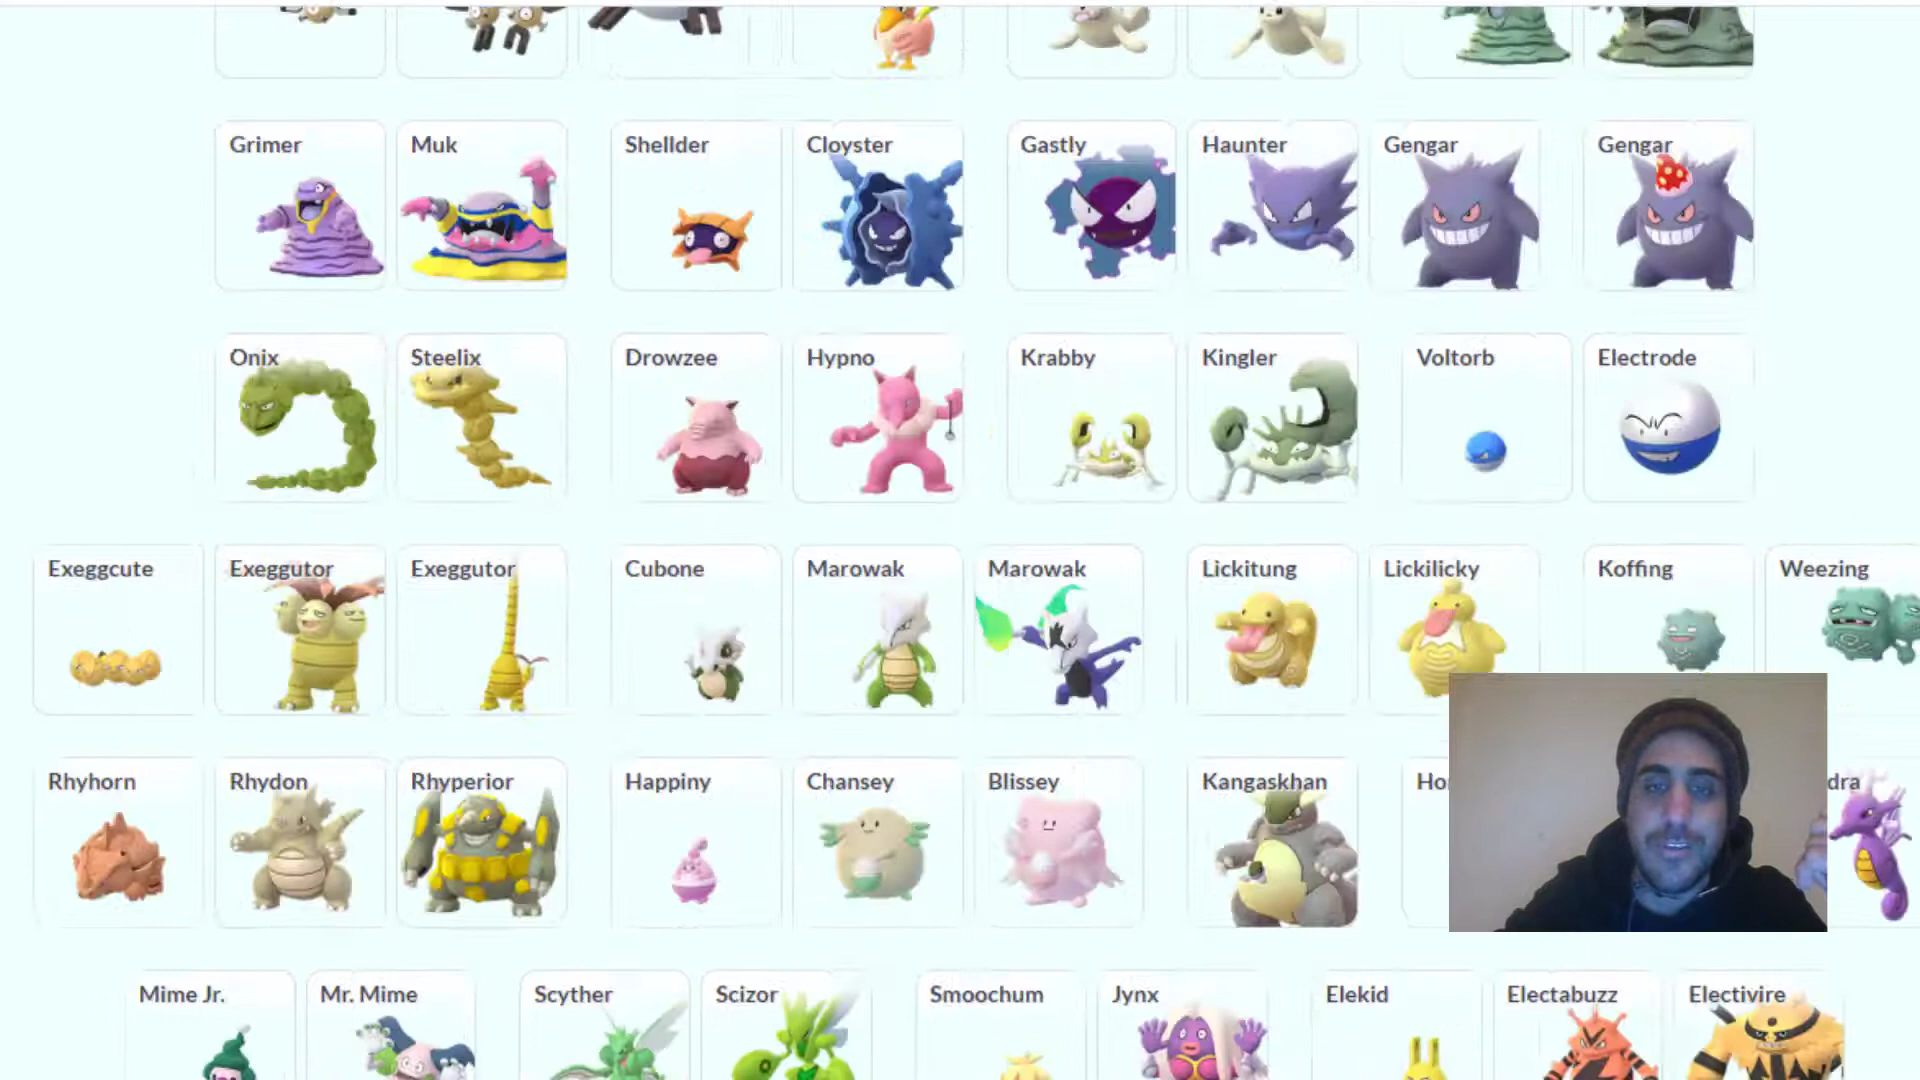 Grimer Muk Shellder Cloyster Gastly Haunter Gengar Gengar
Onix Steelix Drowzee Hypno Krabby Kingler Voltorb Electrode
Exeggcute Exeggutor Exeggutor Cubone Marowak Marowak Lickitung Lickilicky Koffing Weezing
Rhyhorn Rhydon Rhyperior Happiny Chansey Blissey Kangaskhan Ho dra
Mime Jr. Mr. Mime Scyther Scizor Smoochum Jynx Elekid Electabuzz Electivire